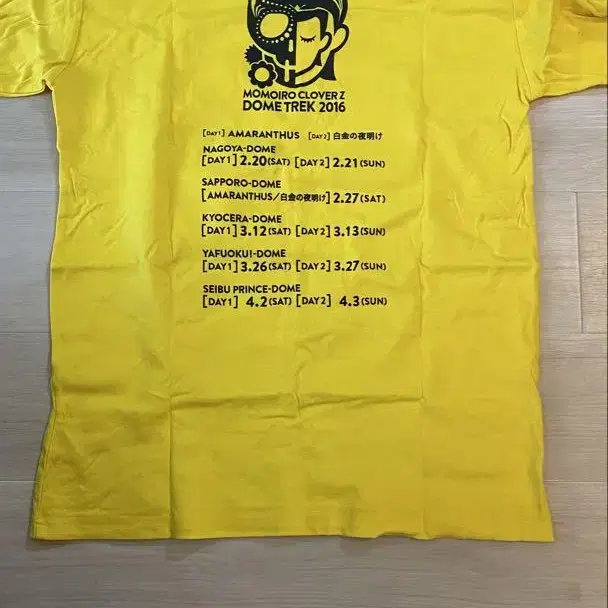 MOMOIRO CLOVER Z
DOME TREK 2016
[DAY1] AMARANTHUS [DAY2] 白金の夜明け
NAGOYA-DOME
[DAY1] 2.20(SAT) [DAY2] 2.21(SUN)
SAPPORO-DOME
[AMARANTHUS/白金の夜明け] 2.27(SAT)
KYOCERA-DOME
[DAY1] 3.12(SAT) [DAY2] 3.13(SUN)
YAFUOKU!-DOME
[DAY1] 3.26(SAT) [DAY2] 3.27(SUN)
SEIBU PRINCE-DOME
[DAY1] 4.2(SAT) [DAY2] 4.3(SUN)